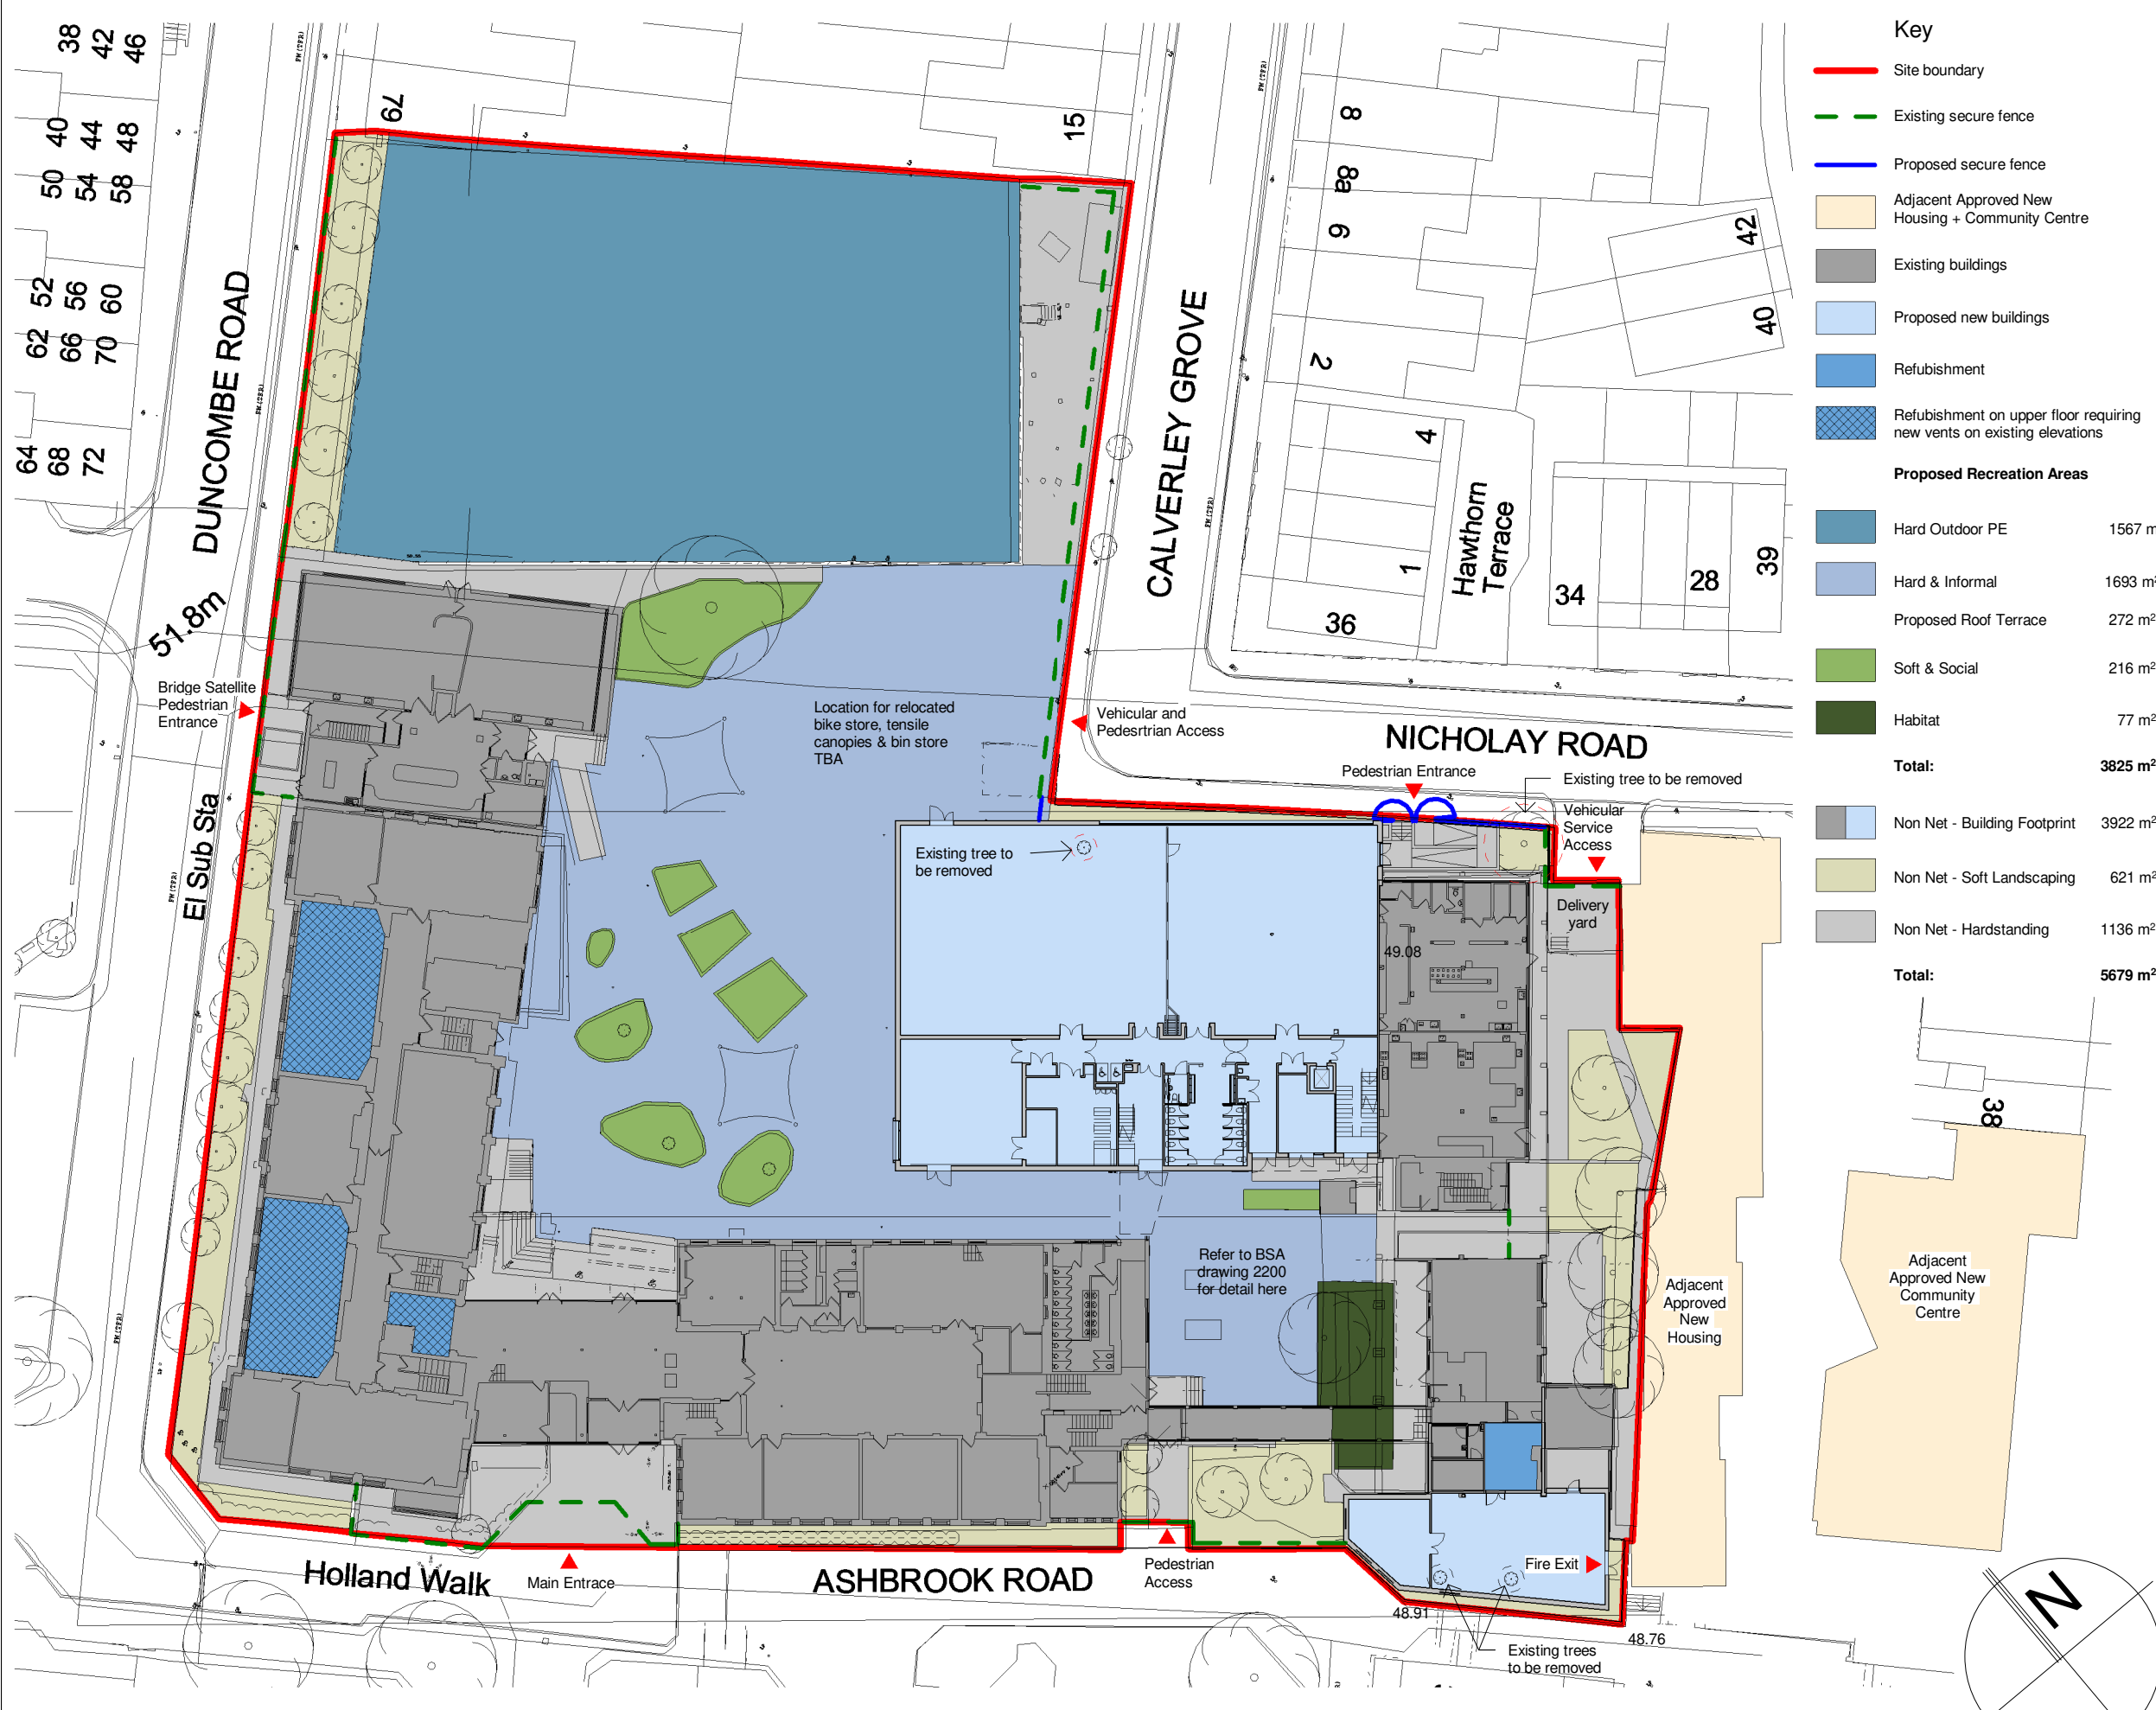 Key
Site boundary
Existing secure fence
Proposed secure fence
Adjacent Approved New
Housing + Community Centre
Existing buildings
Proposed new buildings
Refubishment
Refubishment on upper floor requiring
new vents on existing elevations
Proposed Recreation Areas
Hard Outdoor PE 1567 m
Hard & Informal 1693 m²
Proposed Roof Terrace 272 m²
Soft & Social 216 m²
Habitat 77 m²
Total: 3825 m²
Non Net - Building Footprint 3922 m²
Non Net - Soft Landscaping 621 m²
Non Net - Hardstanding 1136 m²
Total: 5679 m²
38 42 46
40 44 48
50 54 58
52 56 60
62 66 70
64 68 72
79
15
8
8a
6
2
4
1
36
34
28
39
42
40
38
DUNCOMBE ROAD
CALVERLEY GROVE
Hawthorn
Terrace
NICHOLAY ROAD
51.8m
El Sub Sta
Bridge Satellite
Pedestrian
Entrance
Location for relocated
bike store, tensile
canopies & bin store
TBA
Vehicular and
Pedesrtrian Access
Pedestrian Entrance
Existing tree to be removed
Vehicular
Service
Access
Existing tree to
be removed
Delivery
yard
49.08
Refer to BSA
drawing 2200
for detail here
Adjacent
Approved
New
Housing
Adjacent
Approved New
Community
Centre
Fire Exit
Holland Walk
Main Entrace
ASHBROOK ROAD
Pedestrian
Access
48.91
48.76
Existing trees
to be removed
N